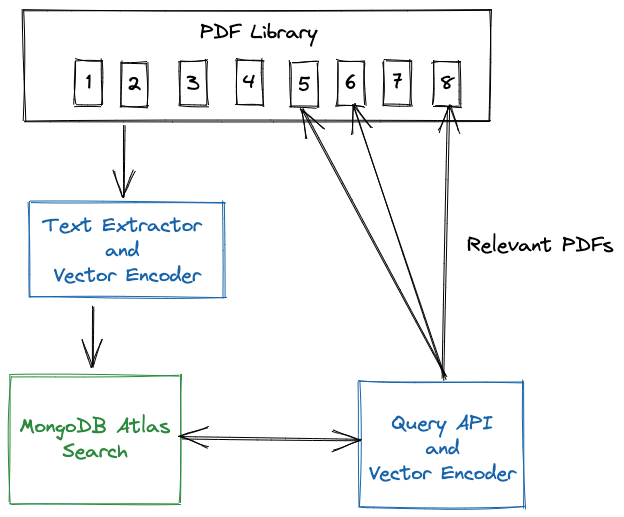 PDF Library
1 2 3 4 5 6 7 8
Text Extractor
and
Vector Encoder
Relevant PDFs
MongoDB Atlas
Search
Query API
and
Vector Encoder